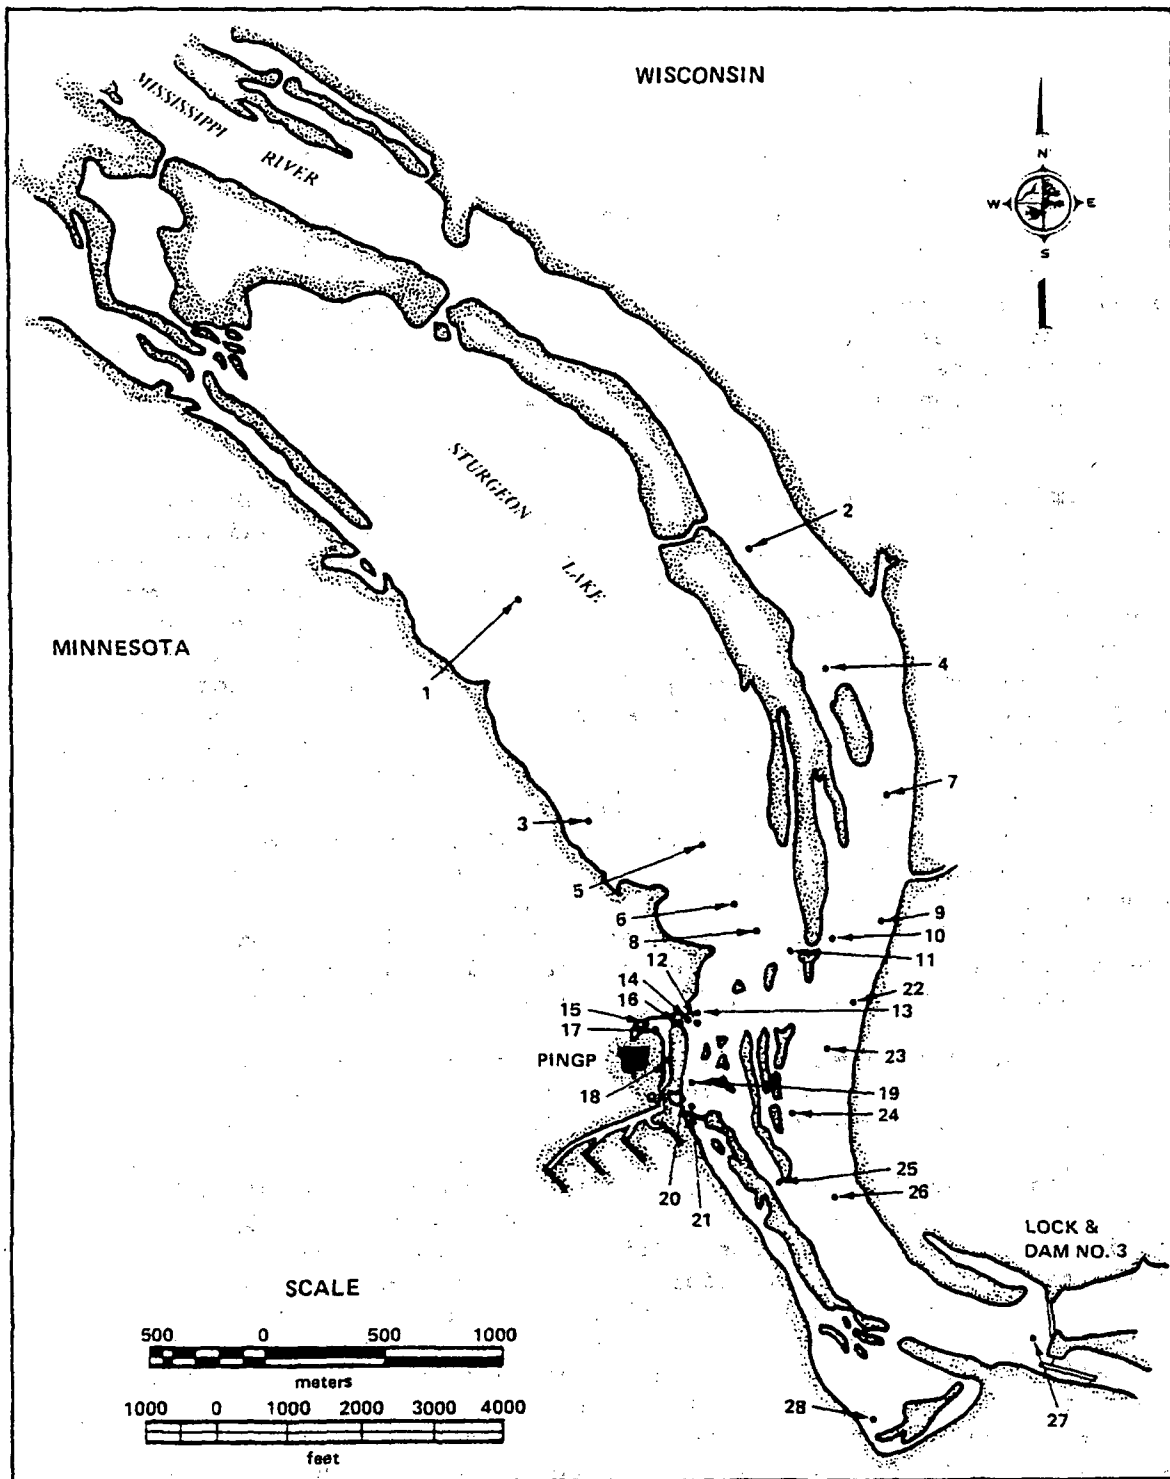 WISCONSIN
MISSISSIPPI
RIVER
N
W E
S
STURGEON
LAKE
2
MINNESOTA
1
4
7
3
5
6
8
9
10
11
12
14
16
15
17
22
13
PINGP
23
18
19
24
25
26
20
21
LOCK &
DAM NO. 3
SCALE
500 0 500 1000
meters
1000 0 1000 2000 3000 4000
feet
28
27